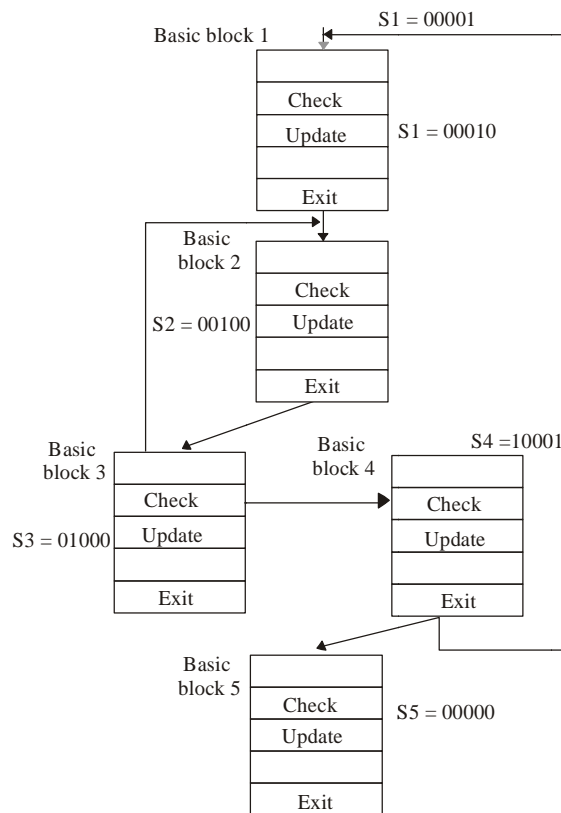 S1 = 00001
Basic block 1
Check
Update
S1 = 00010
Exit
Basic
block 2
Check
S2 = 00100
Update
Exit
Basic
block 3
Check
S3 = 01000
Update
Exit
Basic
block 4
S4 =10001
Check
Update
Exit
Basic
block 5
Check
S5 = 00000
Update
Exit